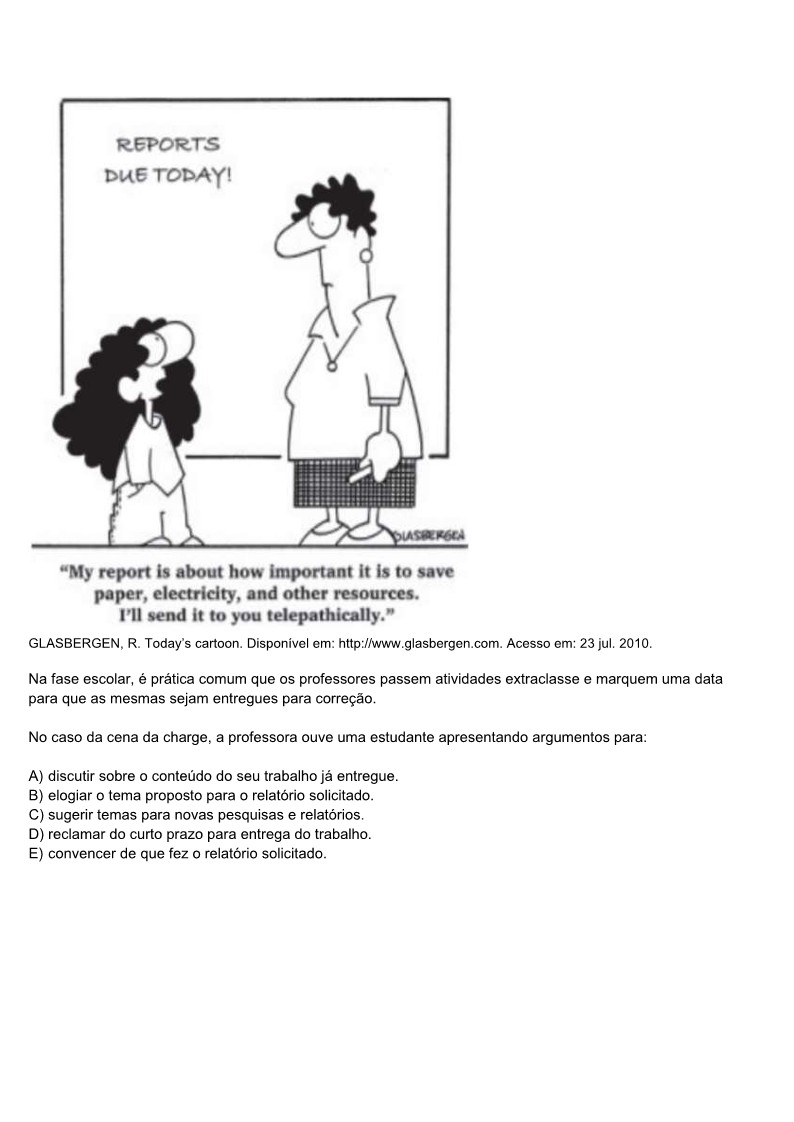 REPORTS
DUE TODAY!
GLASBERGEN
“My report is about how important it is to save
paper, electricity, and other resources.
I’ll send it to you telepathically.”
GLASBERGEN, R. Today’s cartoon. Disponível em: http://www.glasbergen.com. Acesso em: 23 jul. 2010.
Na fase escolar, é prática comum que os professores passem atividades extraclasse e marquem uma data
para que as mesmas sejam entregues para correção.
No caso da cena da charge, a professora ouve uma estudante apresentando argumentos para:
A) discutir sobre o conteúdo do seu trabalho já entregue.
B) elogiar o tema proposto para o relatório solicitado.
C) sugerir temas para novas pesquisas e relatórios.
D) reclamar do curto prazo para entrega do trabalho.
E) convencer de que fez o relatório solicitado.